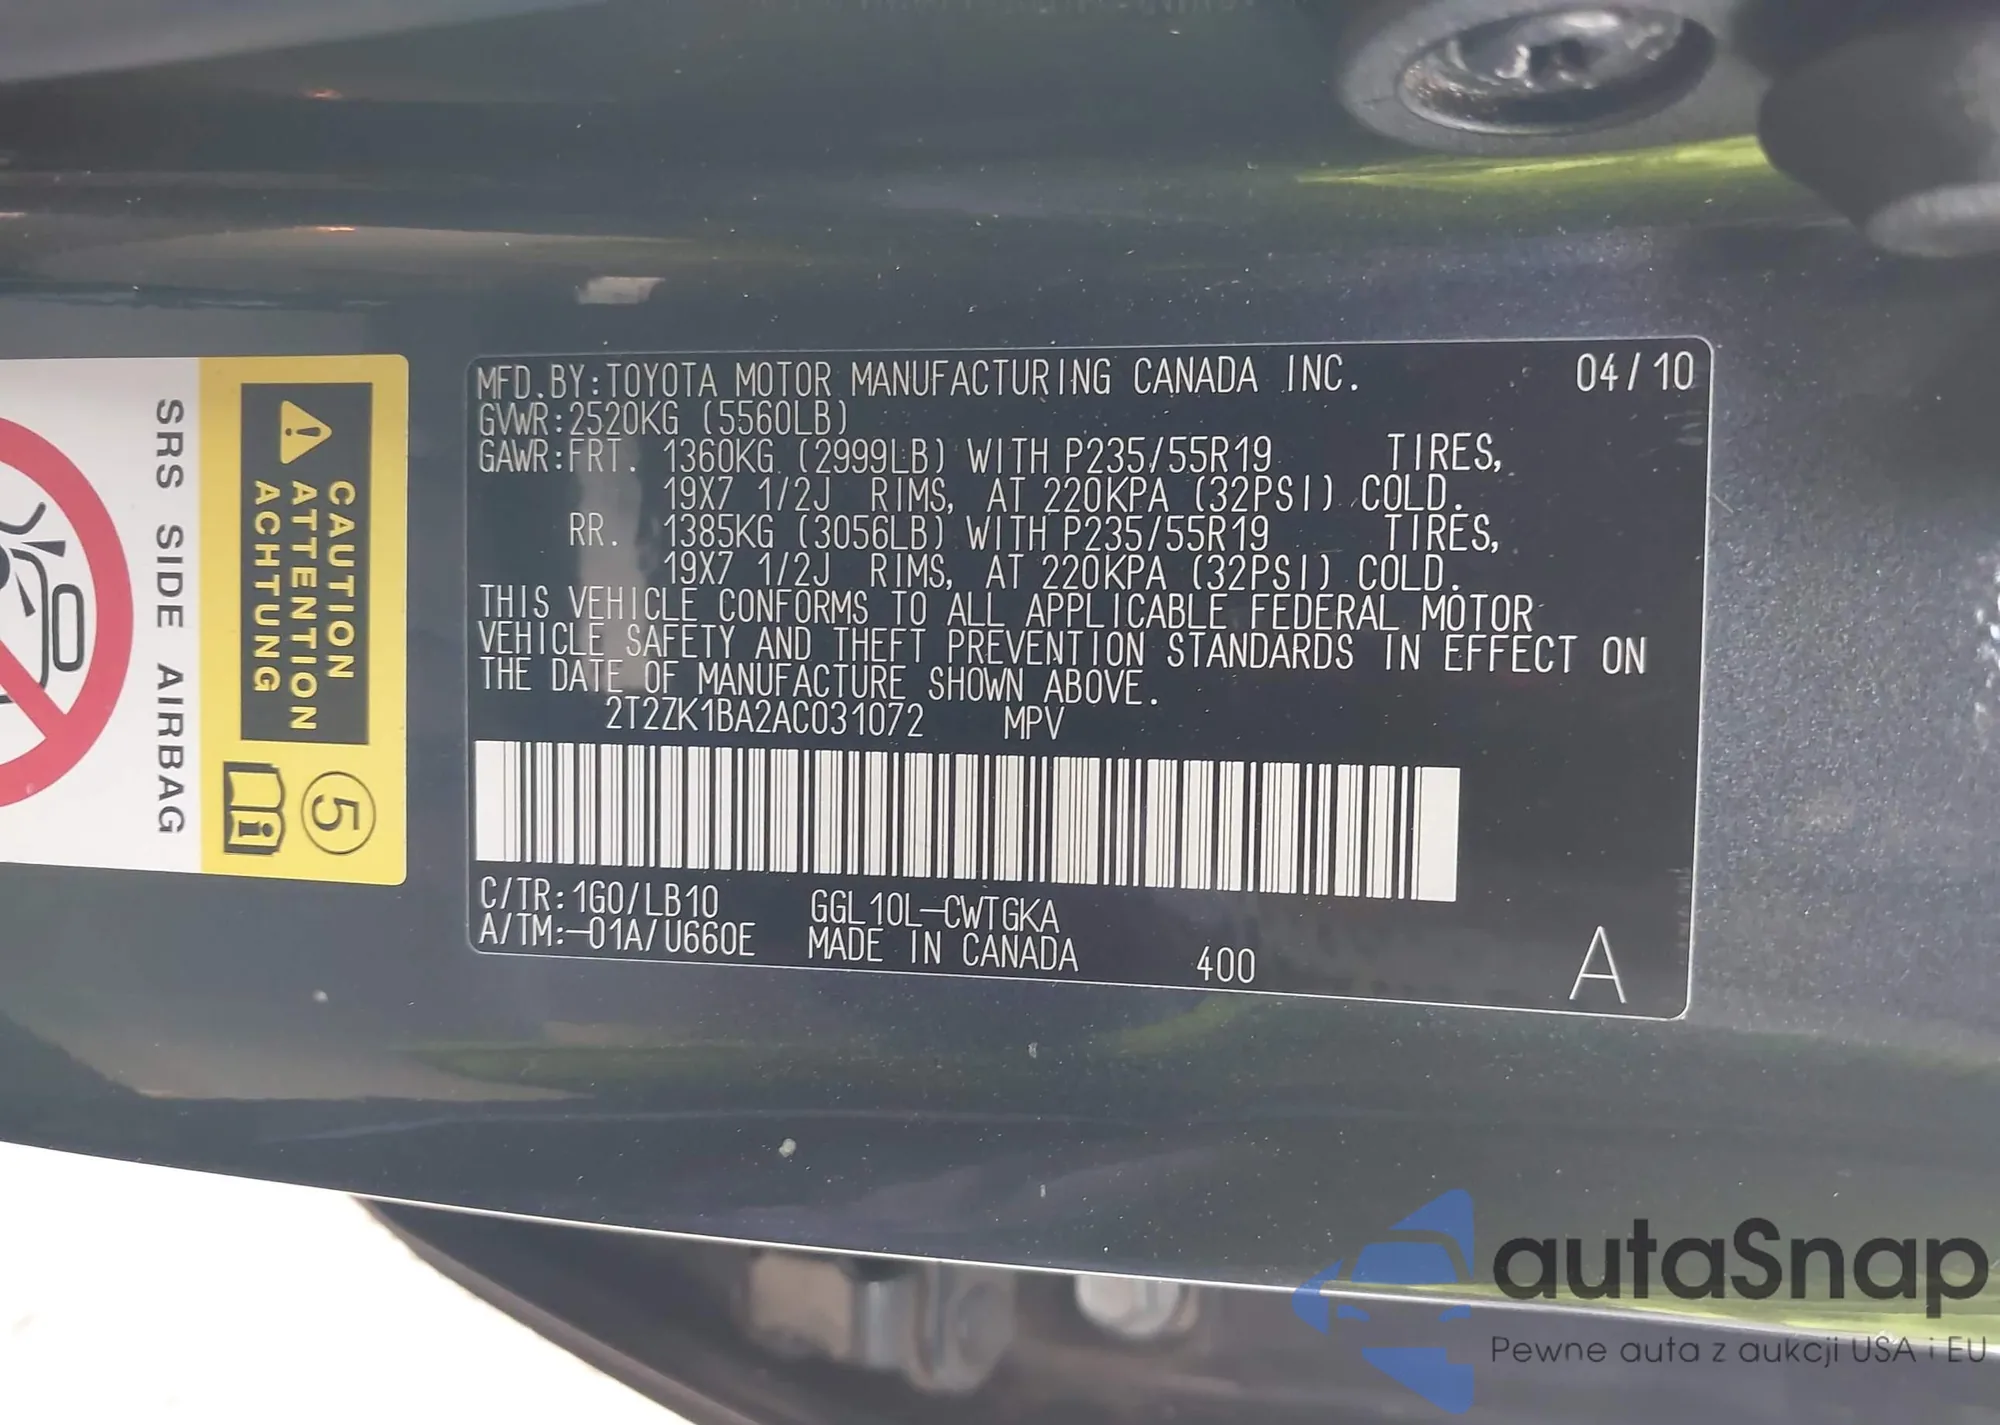 SRS SIDE AIRBAG
CAUTION
ATTENTION
ACHTUNG
5
i
MFD.BY:TOYOTA MOTOR MANUFACTURING CANADA INC. 04/10
GVWR:2520KG (5560LB)
GAWR:FRT. 1360KG (2999LB) WITH P235/55R19 TIRES,
19X7 1/2J RIMS, AT 220KPA (32PSI) COLD.
RR. 1385KG (3056LB) WITH P235/55R19 TIRES,
19X7 1/2J RIMS, AT 220KPA (32PSI) COLD.
THIS VEHICLE CONFORMS TO ALL APPLICABLE FEDERAL MOTOR
VEHICLE SAFETY AND THEFT PREVENTION STANDARDS IN EFFECT ON
THE DATE OF MANUFACTURE SHOWN ABOVE.
2T2ZK1BA2AC031072 MPV
C/TR:1G0/LB10 GGL10L-CWTGKA
A/TM:-01A/U660E MADE IN CANADA 400 A
autaSnap
Pewne auta z aukcji USA i EU